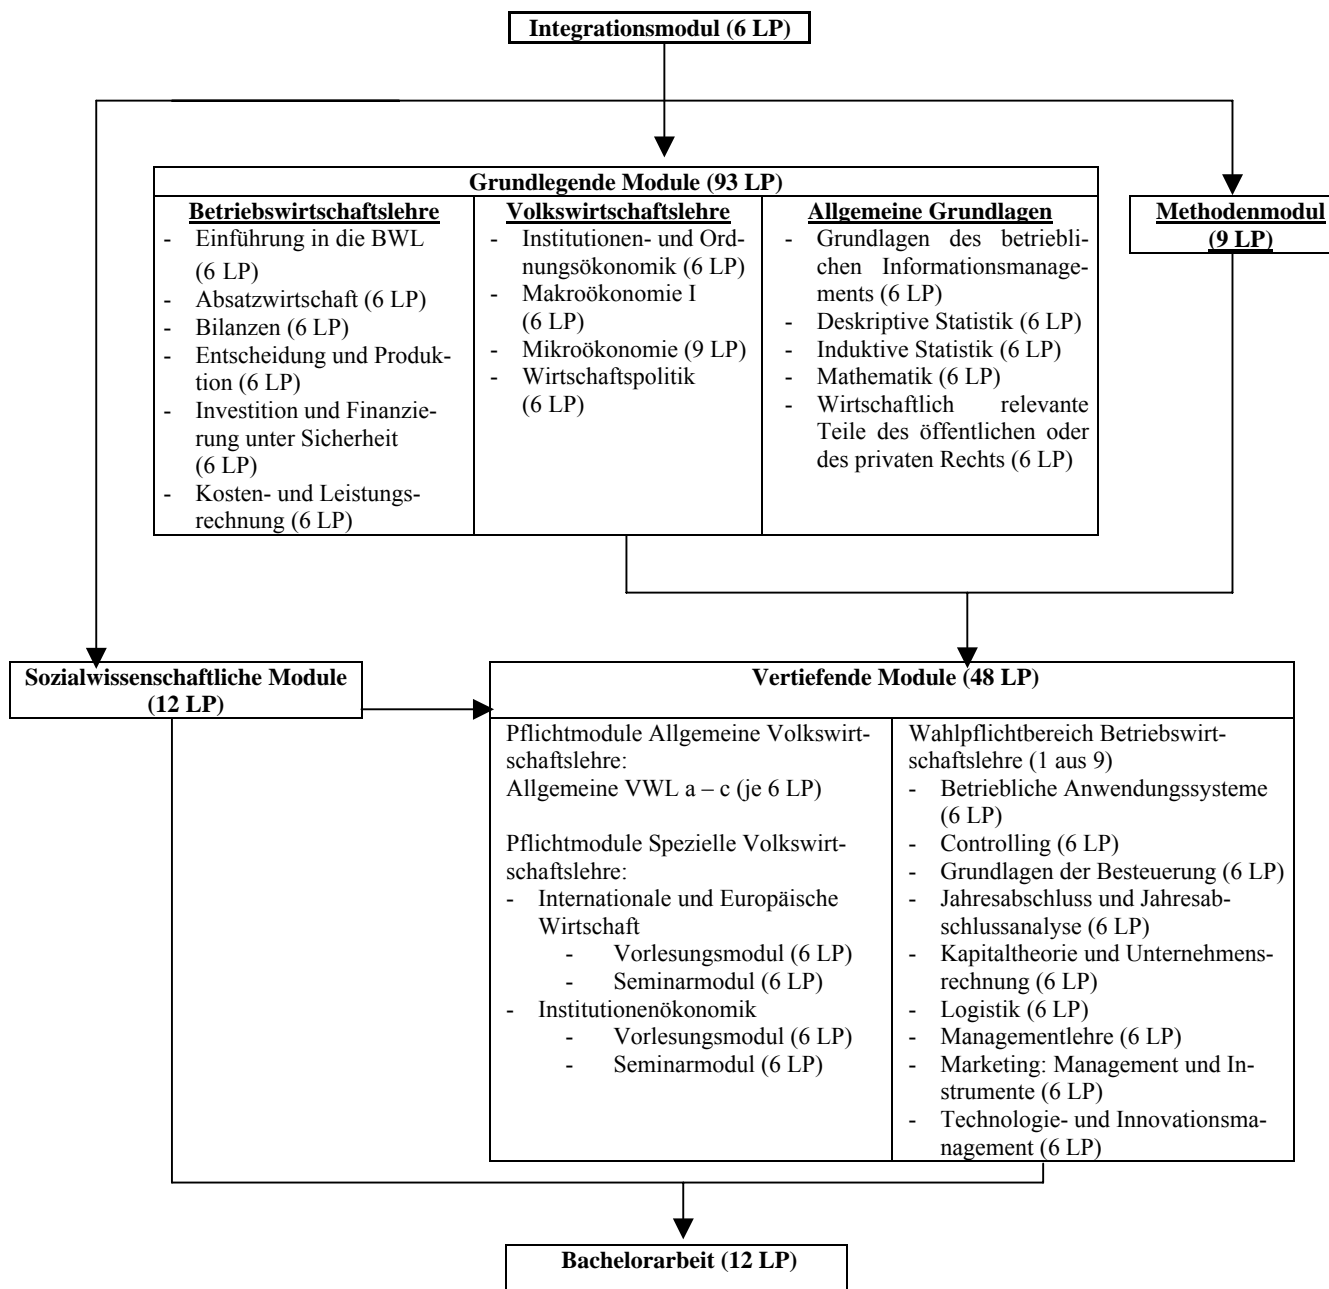 Integrationsmodul (6 LP)
Grundlegende Module (93 LP)
Betriebswirtschaftslehre
- Einführung in die BWL
(6 LP)
- Absatzwirtschaft (6 LP)
- Bilanzen (6 LP)
- Entscheidung und Produk-
tion (6 LP)
- Investition und Finanzie-
rung unter Sicherheit
(6 LP)
- Kosten- und Leistungs-
rechnung (6 LP)
Volkswirtschaftslehre
- Institutionen- und Ord-
nungsökonomik (6 LP)
- Makroökonomie I
(6 LP)
- Mikroökonomie (9 LP)
- Wirtschaftspolitik
(6 LP)
Allgemeine Grundlagen
- Grundlagen des betriebli-
chen Informationsmanage-
ments (6 LP)
- Deskriptive Statistik (6 LP)
- Induktive Statistik (6 LP)
- Mathematik (6 LP)
- Wirtschaftlich relevante
Teile des öffentlichen oder
des privaten Rechts (6 LP)
Methodenmodul
(9 LP)
Sozialwissenschaftliche Module
(12 LP)
Vertiefende Module (48 LP)
Pflichtmodule Allgemeine Volkswirt-
schaftslehre:
Allgemeine VWL a – c (je 6 LP)
Pflichtmodule Spezielle Volkswirt-
schaftslehre:
- Internationale und Europäische
Wirtschaft
- Vorlesungsmodul (6 LP)
- Seminarmodul (6 LP)
- Institutionenökonomik
- Vorlesungsmodul (6 LP)
- Seminarmodul (6 LP)
Wahlpflichtbereich Betriebswirt-
schaftslehre (1 aus 9)
- Betriebliche Anwendungssysteme
(6 LP)
- Controlling (6 LP)
- Grundlagen der Besteuerung (6 LP)
- Jahresabschluss und Jahresab-
schlussanalyse (6 LP)
- Kapitaltheorie und Unternehmens-
rechnung (6 LP)
- Logistik (6 LP)
- Managementlehre (6 LP)
- Marketing: Management und In-
strumente (6 LP)
- Technologie- und Innovationsma-
nagement (6 LP)
Bachelorarbeit (12 LP)